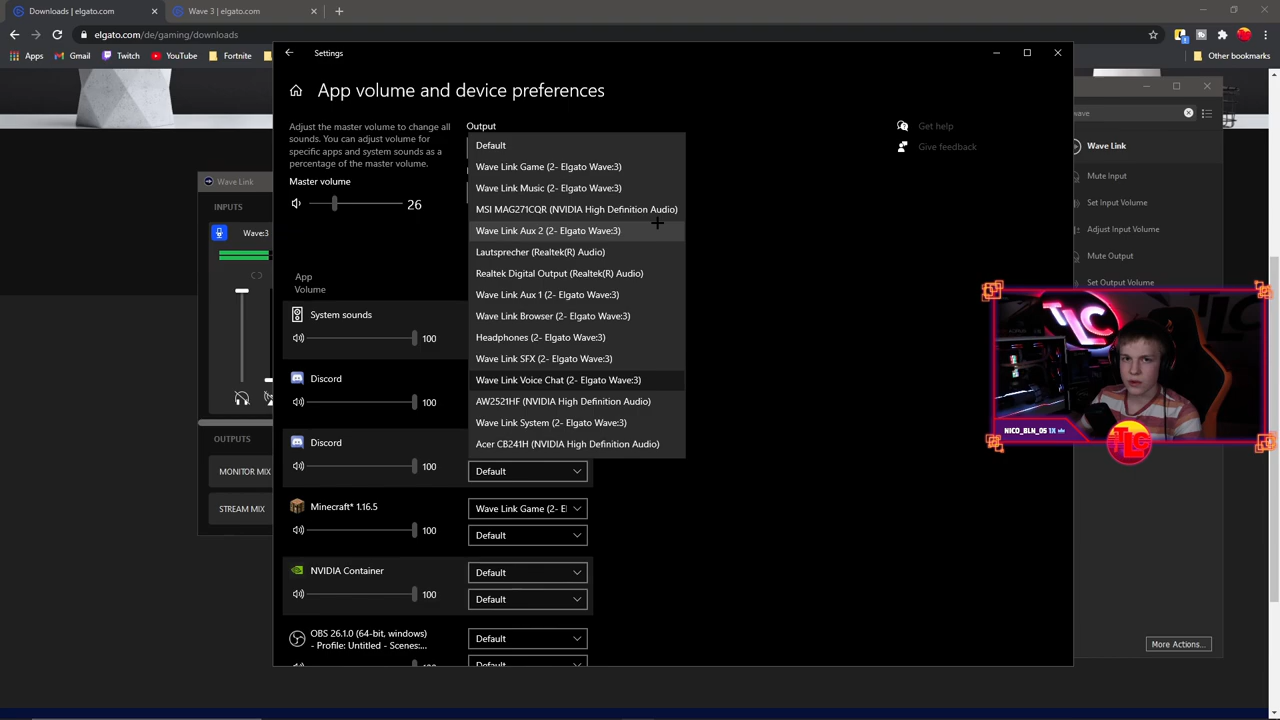 Downloads | elgato.com
Wave 3 | elgato.com
elgato.com/de/gaming/downloads
Apps
Gmail
Twitch
YouTube
Fortnite
Other bookmarks
Settings
App volume and device preferences
Adjust the master volume to change all
sounds. You can adjust volume for
specific apps and system sounds as a
percentage of the master volume.
Master volume
26
Output
Default
Wave Link Game (2- Elgato Wave:3)
Wave Link Music (2- Elgato Wave:3)
MSI MAG271CQR (NVIDIA High Definition Audio)
Wave Link Aux 2 (2- Elgato Wave:3)
Lautsprecher (Realtek(R) Audio)
Realtek Digital Output (Realtek(R) Audio)
Wave Link Aux 1 (2- Elgato Wave:3)
Wave Link Browser (2- Elgato Wave:3)
Headphones (2- Elgato Wave:3)
Wave Link SFX (2- Elgato Wave:3)
Wave Link Voice Chat (2- Elgato Wave:3)
AW2521HF (NVIDIA High Definition Audio)
Wave Link System (2- Elgato Wave:3)
Acer CB241H (NVIDIA High Definition Audio)
Get help
Give feedback
App
Volume
System sounds
100
Discord
100
Discord
100
Default
Minecraft* 1.16.5
Wave Link Game (2- El
100
Default
NVIDIA Container
Default
100
Default
OBS 26.1.0 (64-bit, windows)
- Profile: Untitled - Scenes:...
Default
100
Default
Wave Link
INPUTS
Wave:3
OUTPUTS
MONITOR MIX
STREAM MIX
wave
Wave Link
Mute Input
Set Input Volume
Adjust Input Volume
Mute Output
Set Output Volume
More Actions...
TLC
NICO_BLN_05 1X
TLC